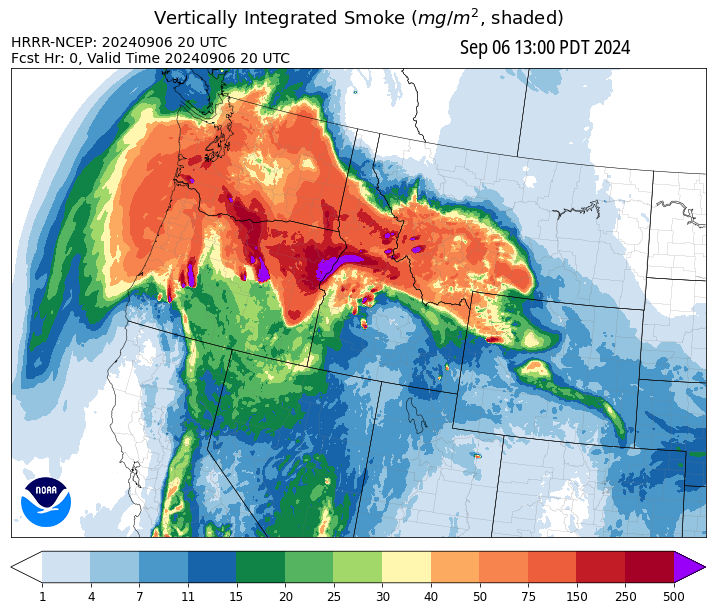 Vertically Integrated Smoke (mg/m², shaded)
HRRR-NCEP: 20240906 20 UTC
Fcst Hr: 0, Valid Time 20240906 20 UTC
Sep 06 13:00 PDT 2024
NOAA
1 4 7 11 15 20 25 30 40 50 75 150 250 500